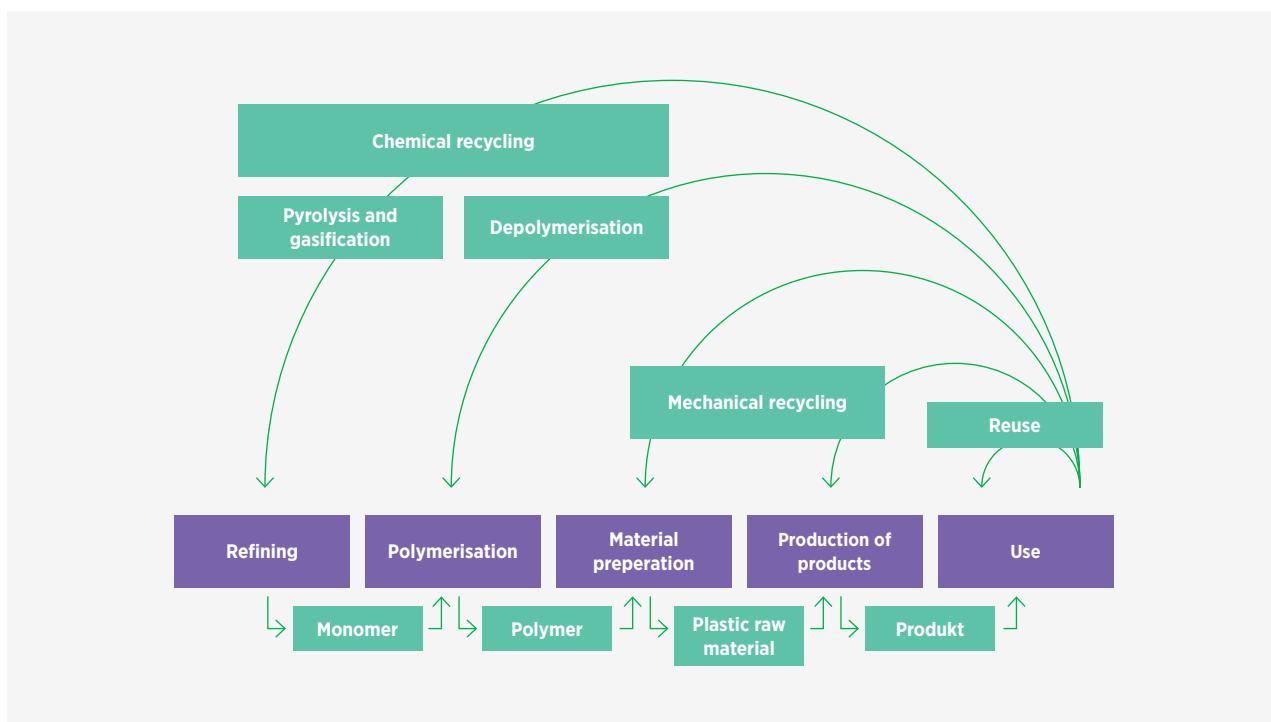 Chemical recycling
Pyrolysis and
gasification
Depolymerisation
Mechanical recycling
Reuse
Refining
Polymerisation
Material
preperation
Production of
products
Use
Monomer
Polymer
Plastic raw
material
Produkt